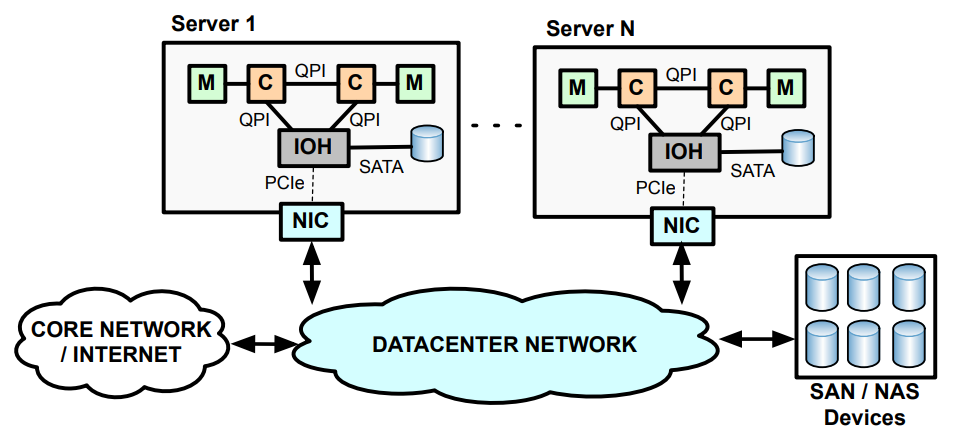 Server 1
Server N
M
C
QPI
C
M
QPI
QPI
IOH
SATA
PCIe
NIC
M
C
QPI
C
M
QPI
QPI
IOH
SATA
PCIe
NIC
CORE NETWORK
/ INTERNET
DATACENTER NETWORK
SAN / NAS
Devices